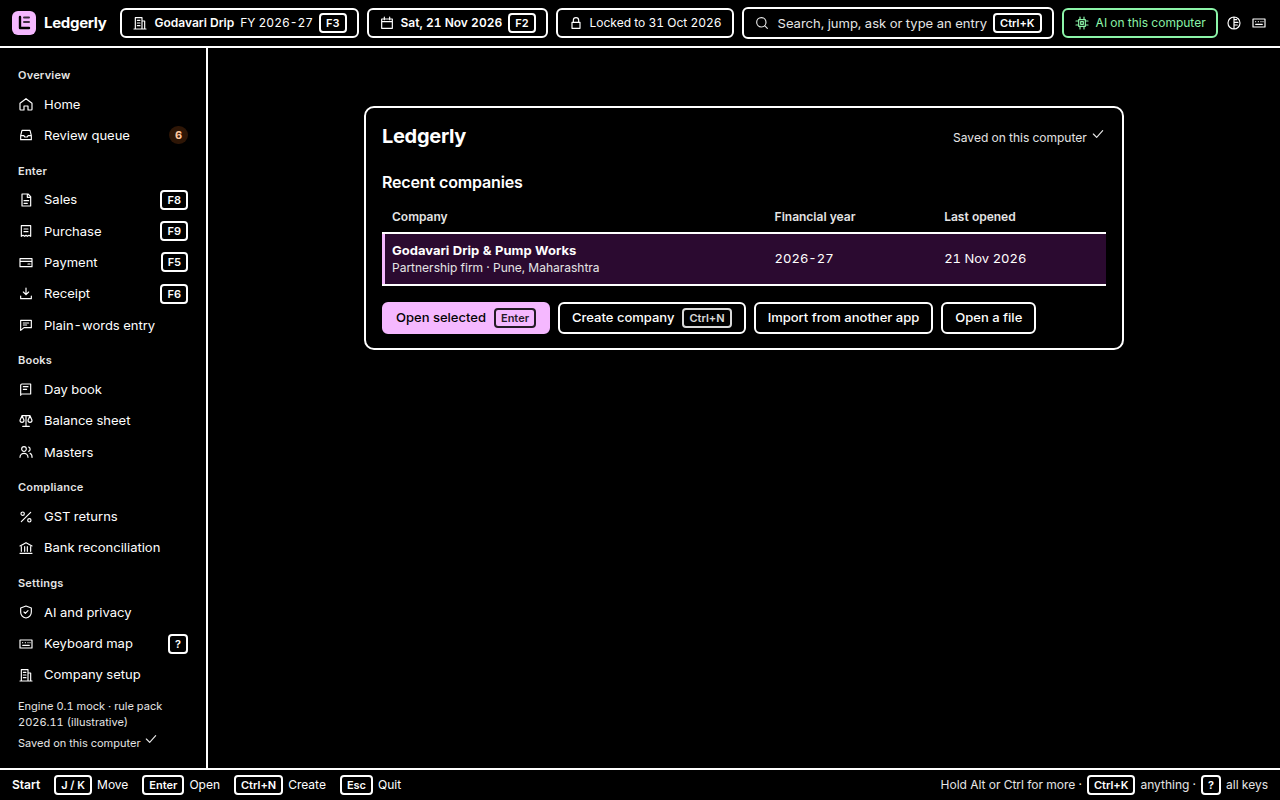 Ledgerly
Godavari Drip FY 2026-27 F3
Sat, 21 Nov 2026 F2
Locked to 31 Oct 2026
Search, jump, ask or type an entry Ctrl+K
AI on this computer
Overview
Home
Review queue 6
Enter
Sales F8
Purchase F9
Payment F5
Receipt F6
Plain-words entry
Books
Day book
Balance sheet
Masters
Compliance
GST returns
Bank reconciliation
Settings
AI and privacy
Keyboard map ?
Company setup
Engine 0.1 mock · rule pack
2026.11 (illustrative)
Saved on this computer
Ledgerly
Saved on this computer
Recent companies
Company Financial year Last opened
Godavari Drip & Pump Works 2026-27 21 Nov 2026
Partnership firm · Pune, Maharashtra
Open selected Enter
Create company Ctrl+N
Import from another app
Open a file
Start J / K Move Enter Open Ctrl+N Create Esc Quit
Hold Alt or Ctrl for more · Ctrl+K anything · ? all keys